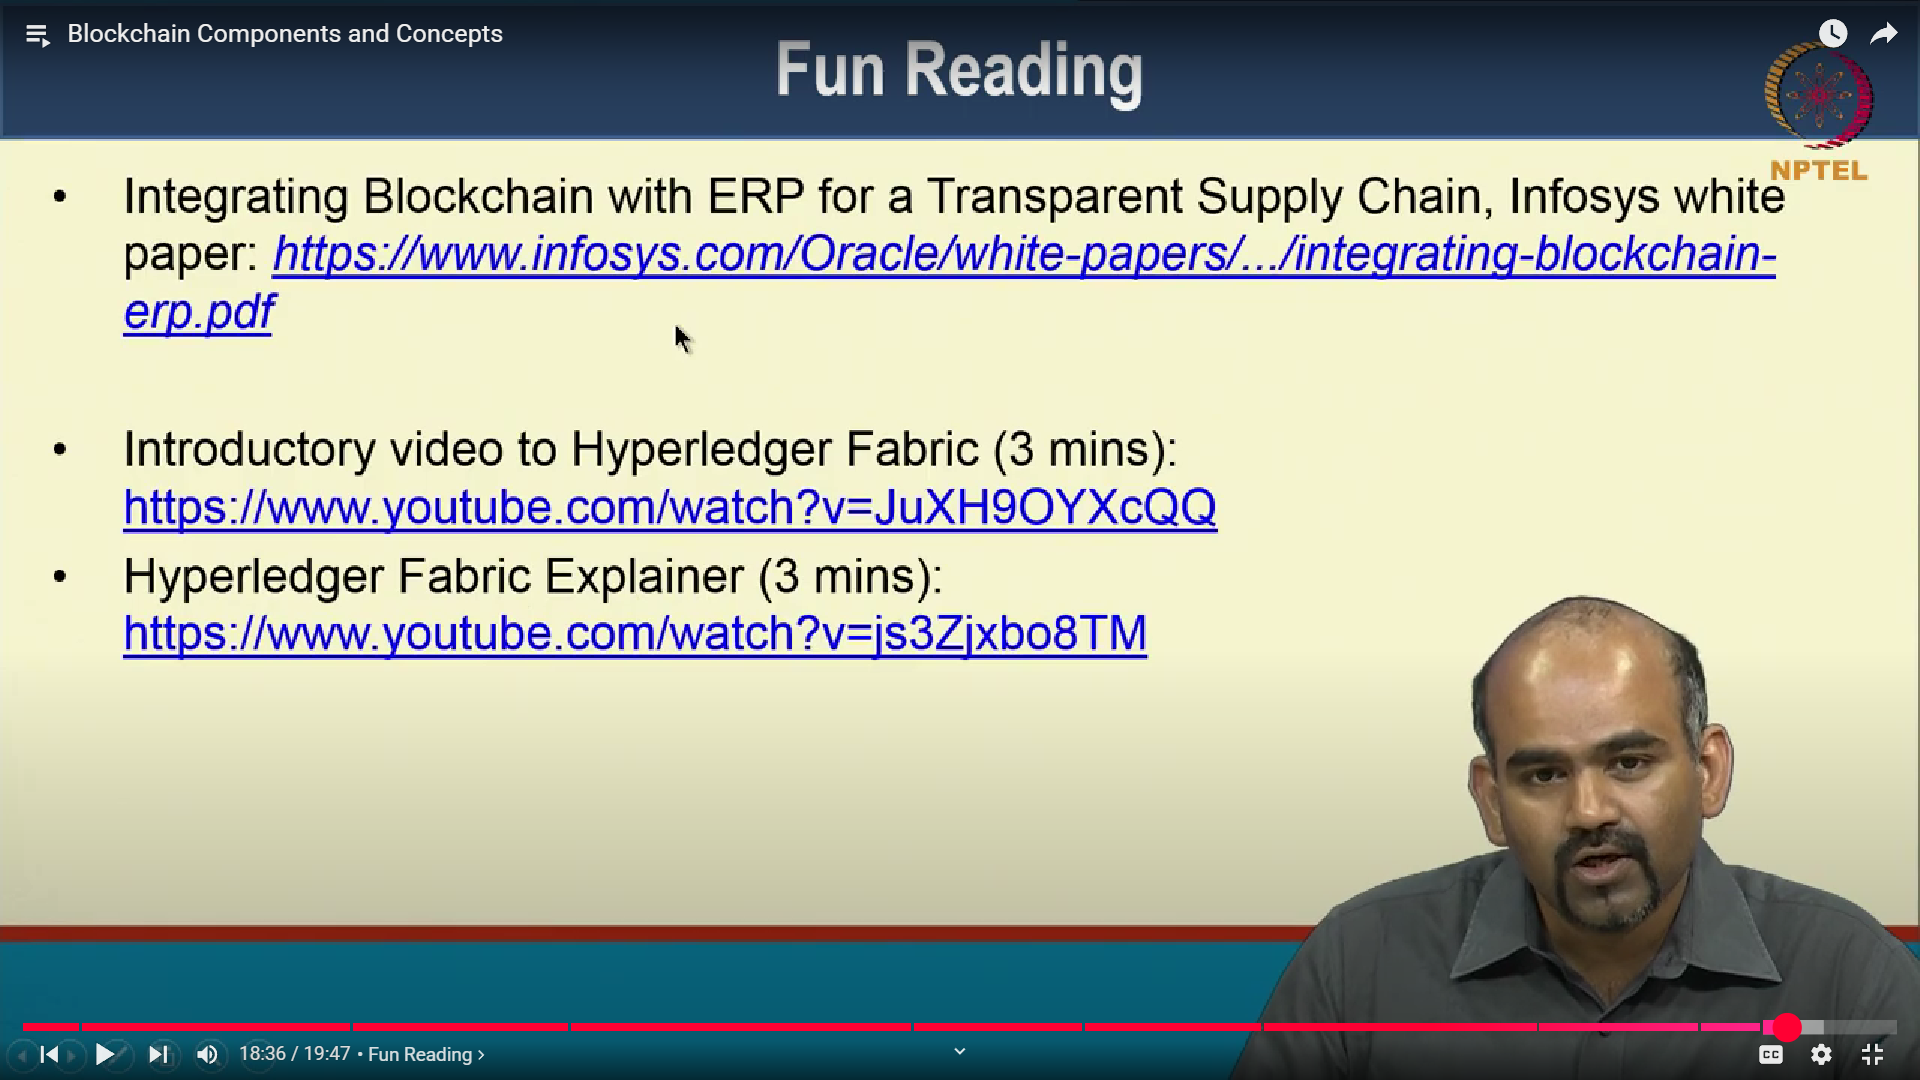 Blockchain Components and Concepts
Fun Reading
NPTEL
• Integrating Blockchain with ERP for a Transparent Supply Chain, Infosys white
paper: https://www.infosys.com/Oracle/white-papers/.../integrating-blockchain-
erp.pdf
• Introductory video to Hyperledger Fabric (3 mins):
https://www.youtube.com/watch?v=JuXH9OYXcQQ
• Hyperledger Fabric Explainer (3 mins):
https://www.youtube.com/watch?v=js3Zjxbo8TM
18:36 / 19:47 • Fun Reading ›
CC